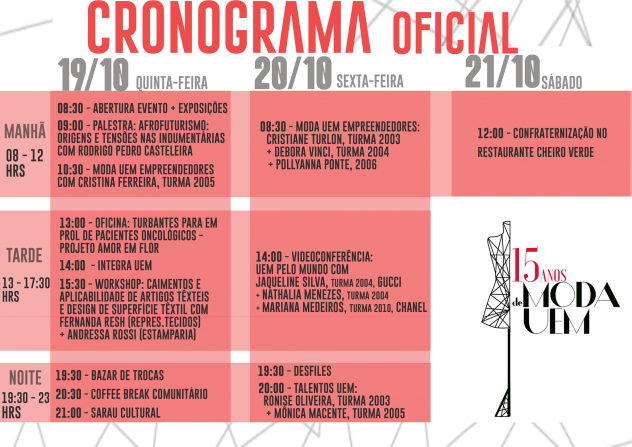 CRONOGRAMA OFICIAL
19/10 QUINTA-FEIRA
20/10 SEXTA-FEIRA
21/10 SÁBADO
MANHÃ
08 - 12
HRS
08:30 - ABERTURA EVENTO + EXPOSIÇÕES
09:00 - PALESTRA: AFROFUTURISMO:
ORIGENS E TENSÕES NAS INDUMENTÁRIAS
COM RODRIGO PEDRO CASTELEIRA
10:30 - MODA UEM EMPREENDEDORES
COM CRISTINA FERREIRA, TURMA 2005
08:30 - MODA UEM EMPREENDEDORES:
CRISTIANE TURLON, TURMA 2003
+ DEBORA VINCI, TURMA 2004
+ POLLYANNA PONTE, 2006
12:00 - CONFRATERNIZAÇÃO NO
RESTAURANTE CHEIRO VERDE
TARDE
13 - 17:30
HRS
13:00 - OFICINA: TURBANTES PARA EM
PROL DE PACIENTES ONCOLÓGICOS -
PROJETO AMOR EM FLOR
14:00 - INTEGRA UEM
15:30 - WORKSHOP: CAIMENTOS E
APLICABILIDADE DE ARTIGOS TÊXTEIS
E DESIGN DE SUPERFÍCIE TÊXTIL COM
FERNANDA RESH (REPRES.TECIDOS)
+ ANDRESSA ROSSI (ESTAMPARIA)
14:00 - VIDEOCONFERÊNCIA:
UEM PELO MUNDO COM
JAQUELINE SILVA, TURMA 2004, GUCCI
+ NATHALIA MENEZES, TURMA 2004
+ MARIANA MEDEIROS, TURMA 2010, CHANEL
15 ANOS
de MODA
UEM
NOITE
19:30 - 23
HRS
19:30 - BAZAR DE TROCAS
20:30 - COFFEE BREAK COMUNITÁRIO
21:00 - SARAU CULTURAL
19:30 - DESFILES
20:00 - TALENTOS UEM:
RONISE OLIVEIRA, TURMA 2003
+ MÔNICA MACENTE, TURMA 2005